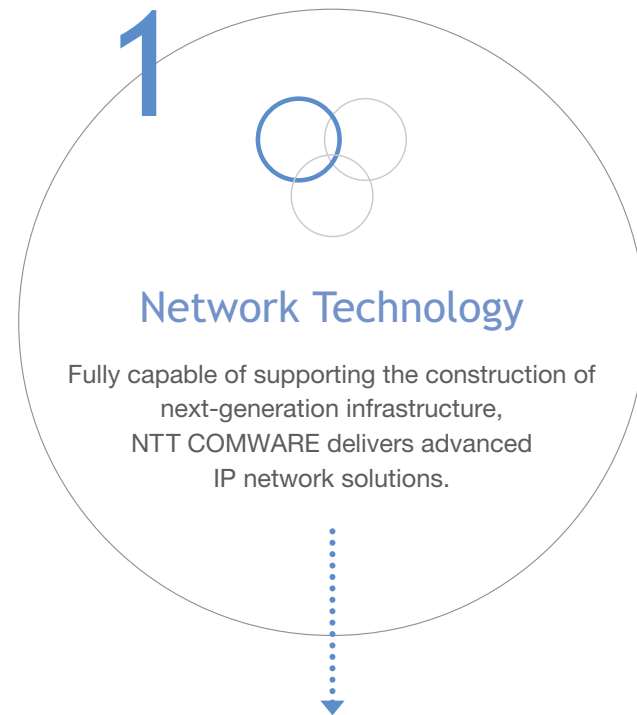 1
Network Technology
Fully capable of supporting the construction of
next-generation infrastructure,
NTT COMWARE delivers advanced
IP network solutions.